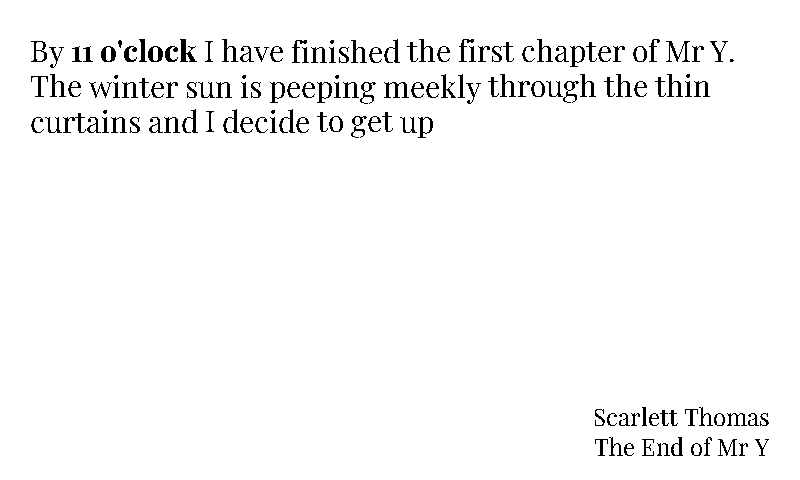 By 11 o'clock I have finished the first chapter of Mr Y.
The winter sun is peeping meekly through the thin
curtains and I decide to get up
Scarlett Thomas
The End of Mr Y